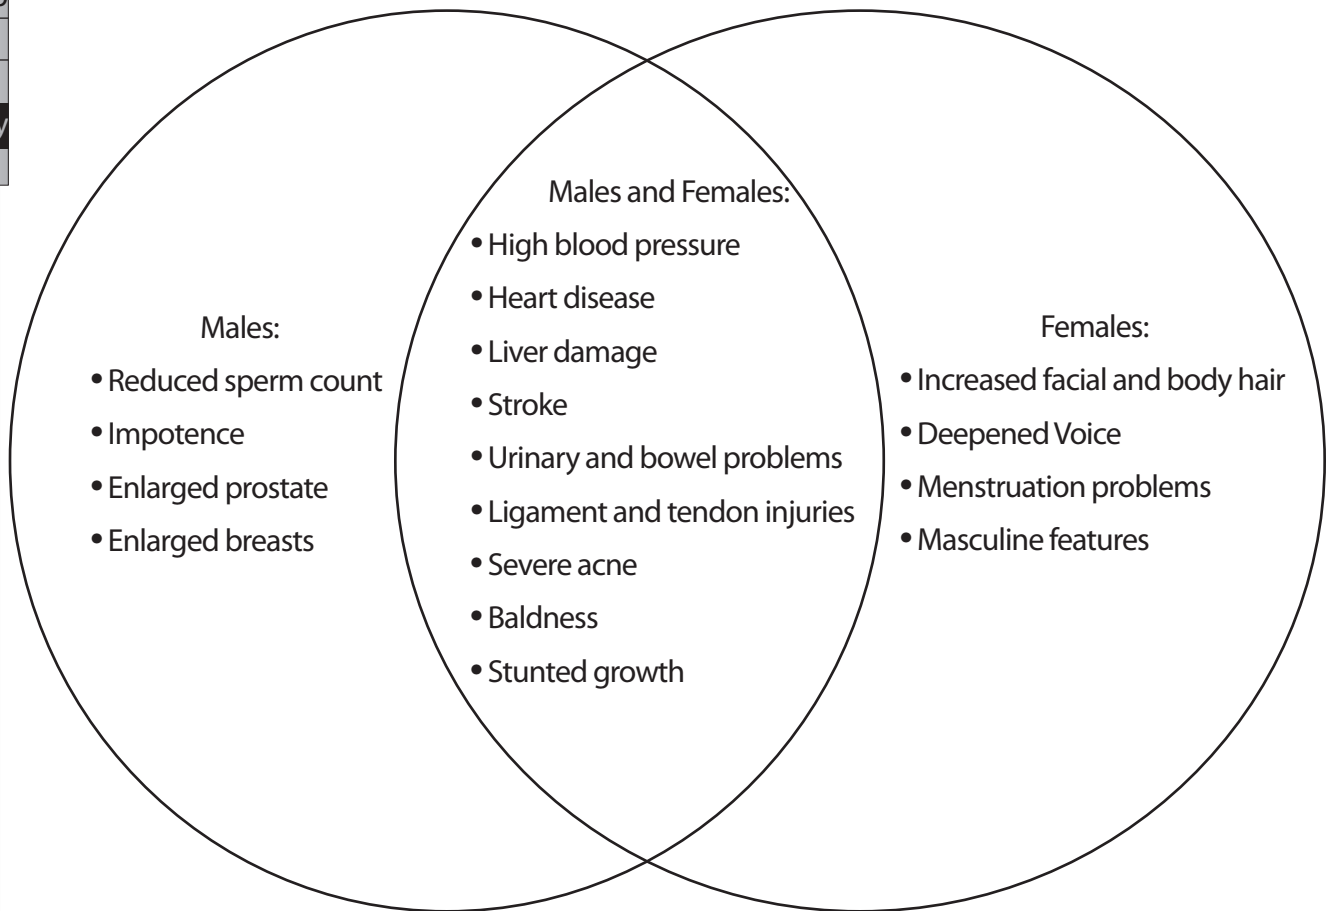 Males:
• Reduced sperm count
• Impotence
• Enlarged prostate
• Enlarged breasts
Males and Females:
• High blood pressure
• Heart disease
• Liver damage
• Stroke
• Urinary and bowel problems
• Ligament and tendon injuries
• Severe acne
• Baldness
• Stunted growth
Females:
• Increased facial and body hair
• Deepened Voice
• Menstruation problems
• Masculine features